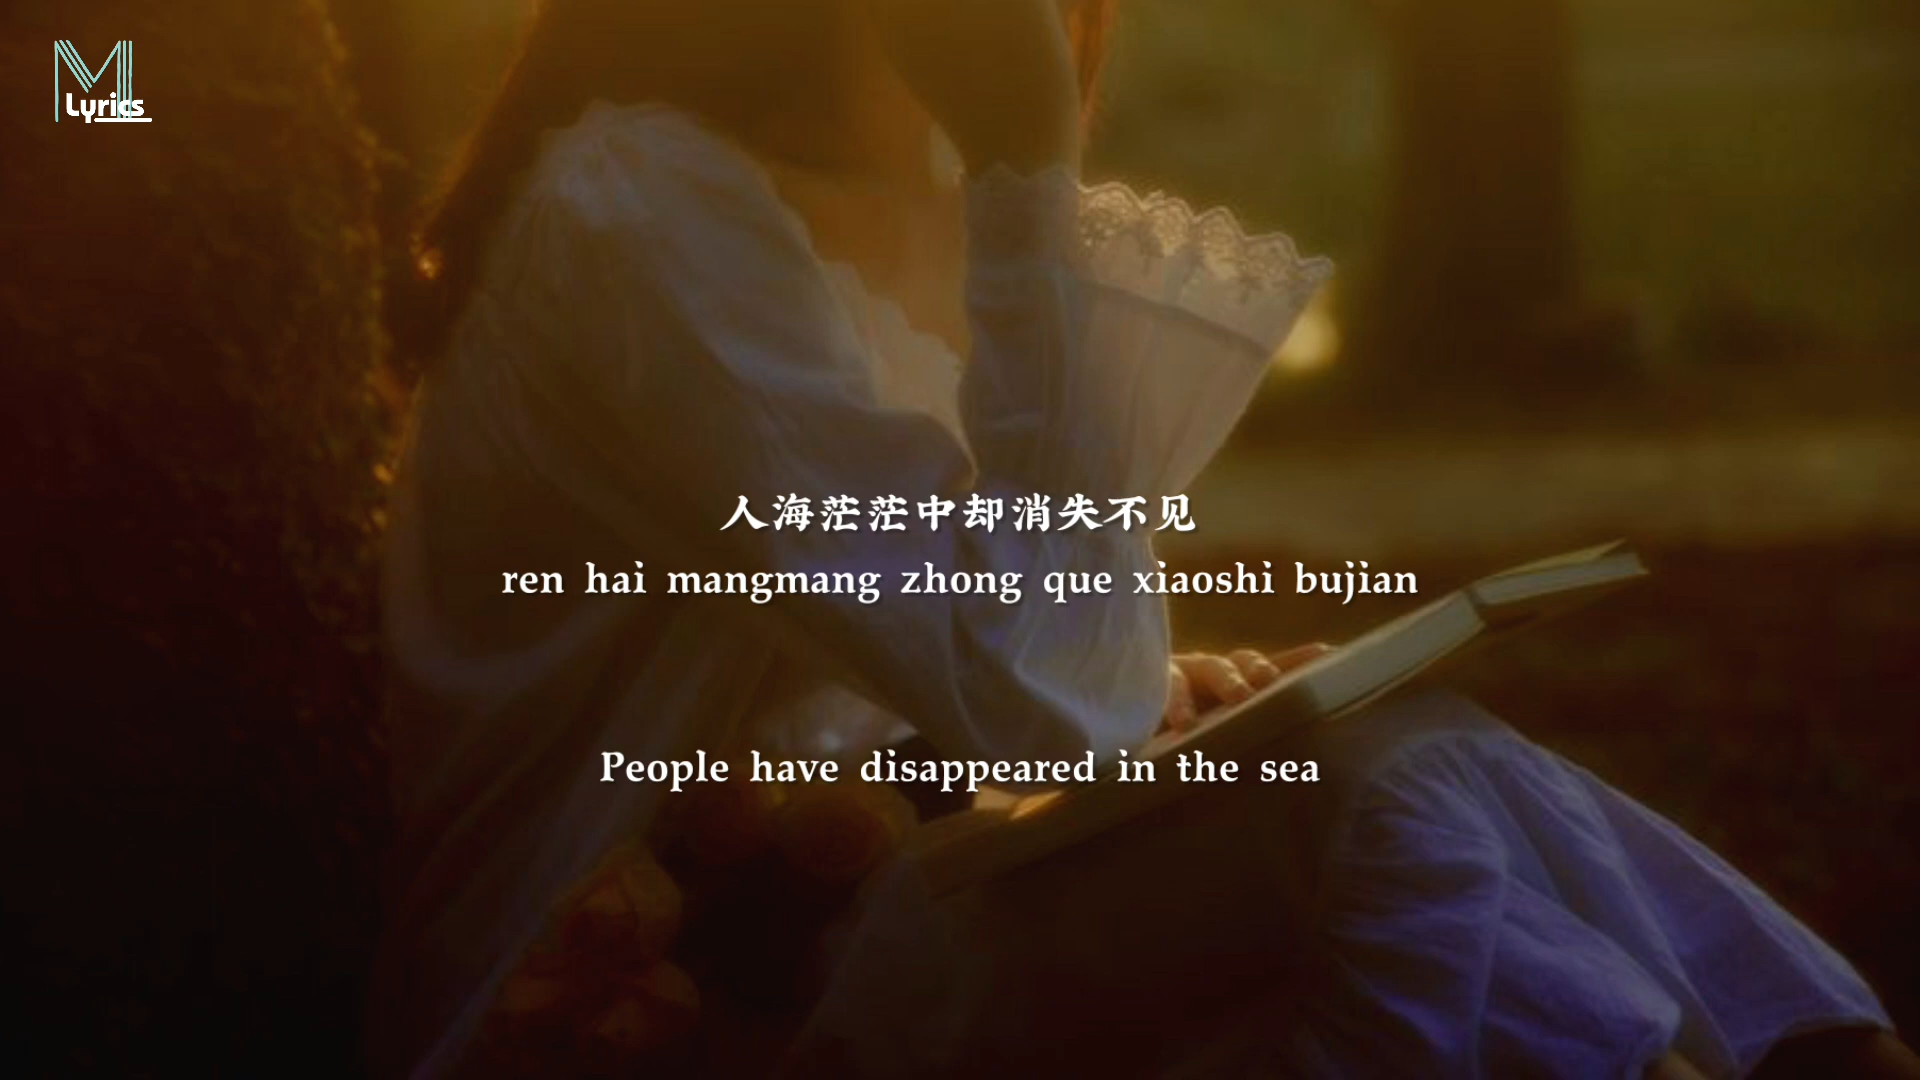 M
Lyrics
人海茫茫中却消失不见
ren hai mangmang zhong que xiaoshi bujian
People have disappeared in the sea